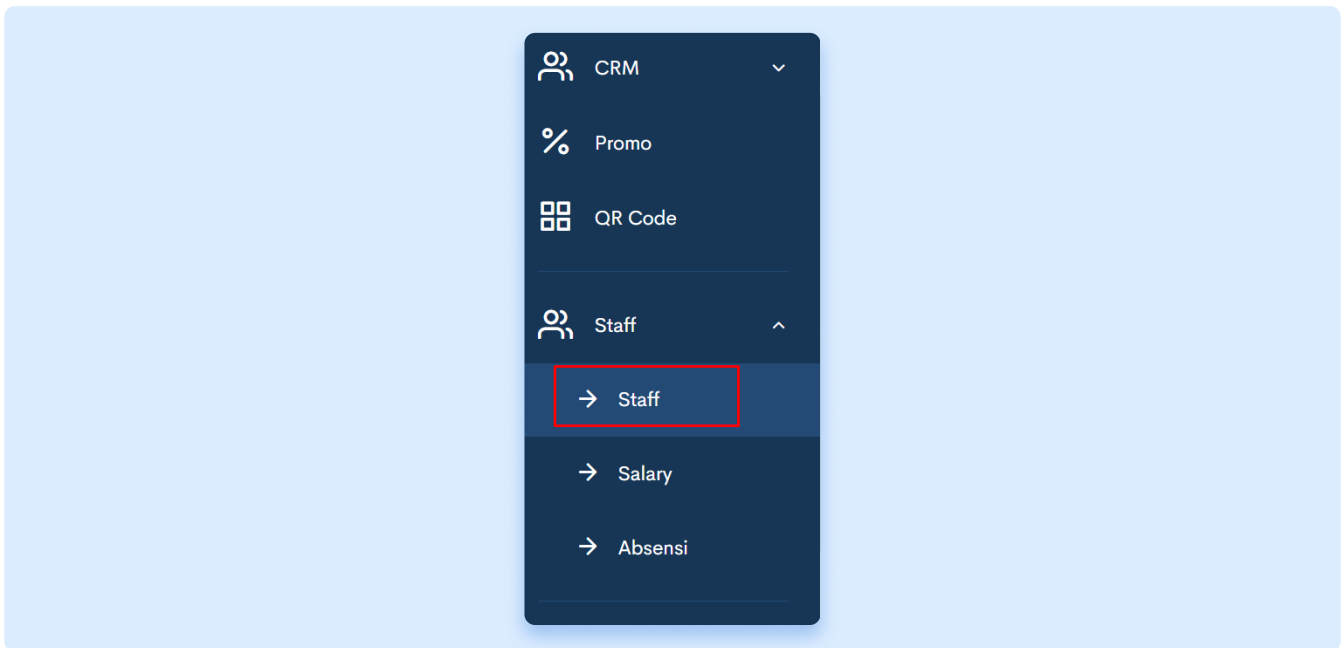 CRM
Promo
QR Code
Staff
Staff
Salary
Absensi